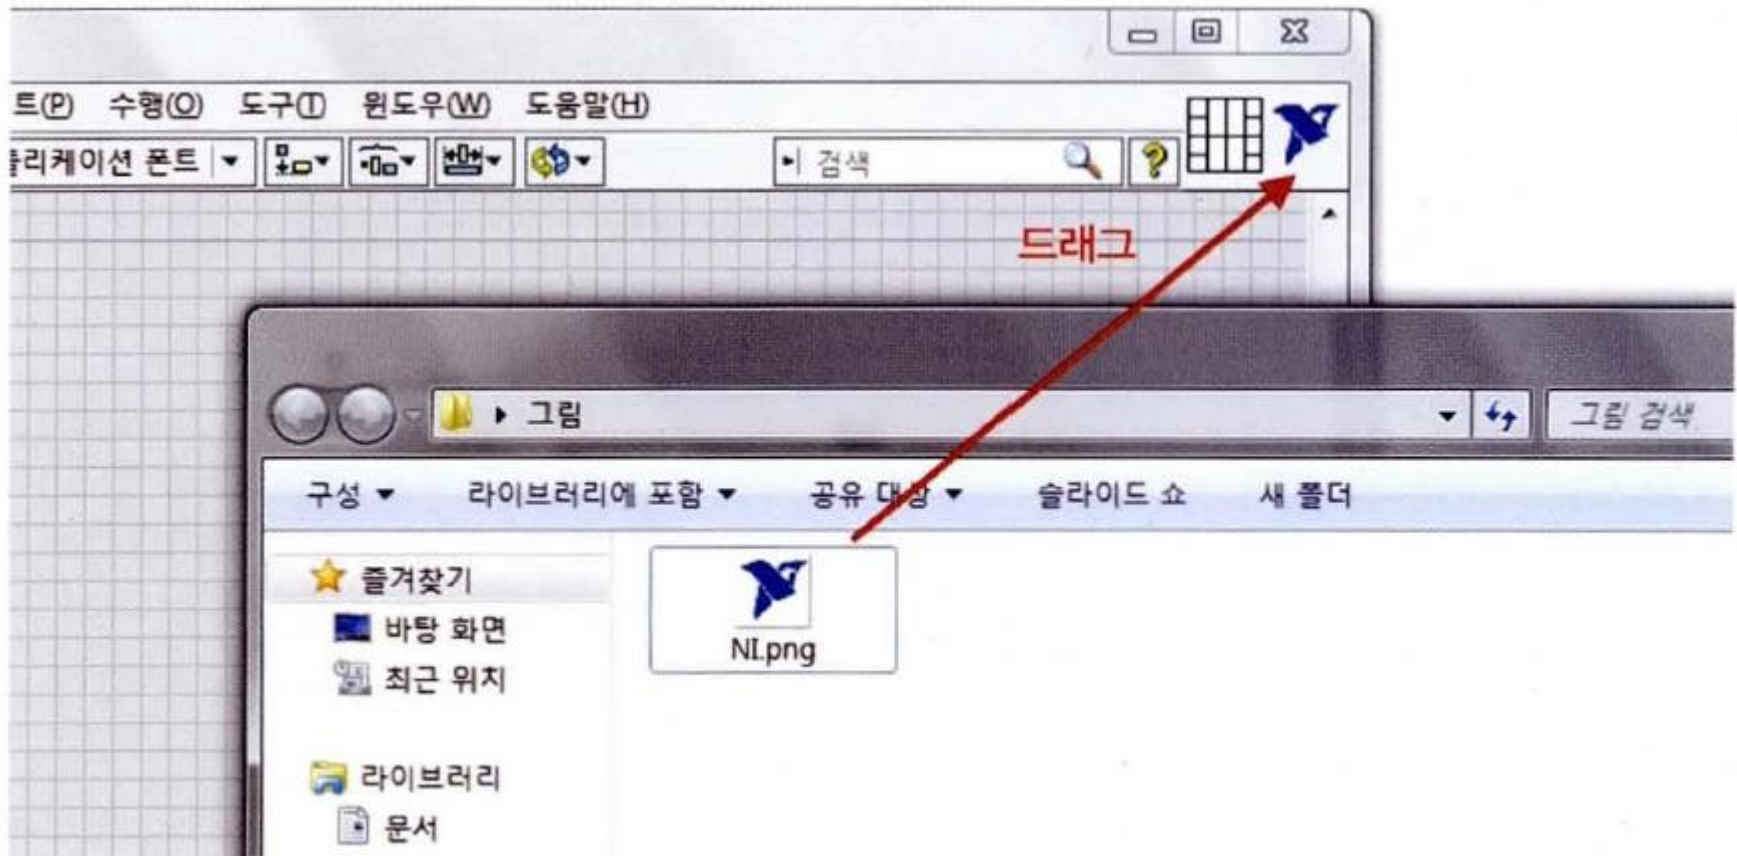 트(P) 수행(O) 도구(T) 윈도우(W) 도움말(H)
플리케이션 폰트
검색
?
드래그
그림
그림 검색
구성 라이브러리에 포함 공유 대상 슬라이드 쇼 새 폴더
즐겨찾기
바탕 화면
최근 위치
NI.png
라이브러리
문서